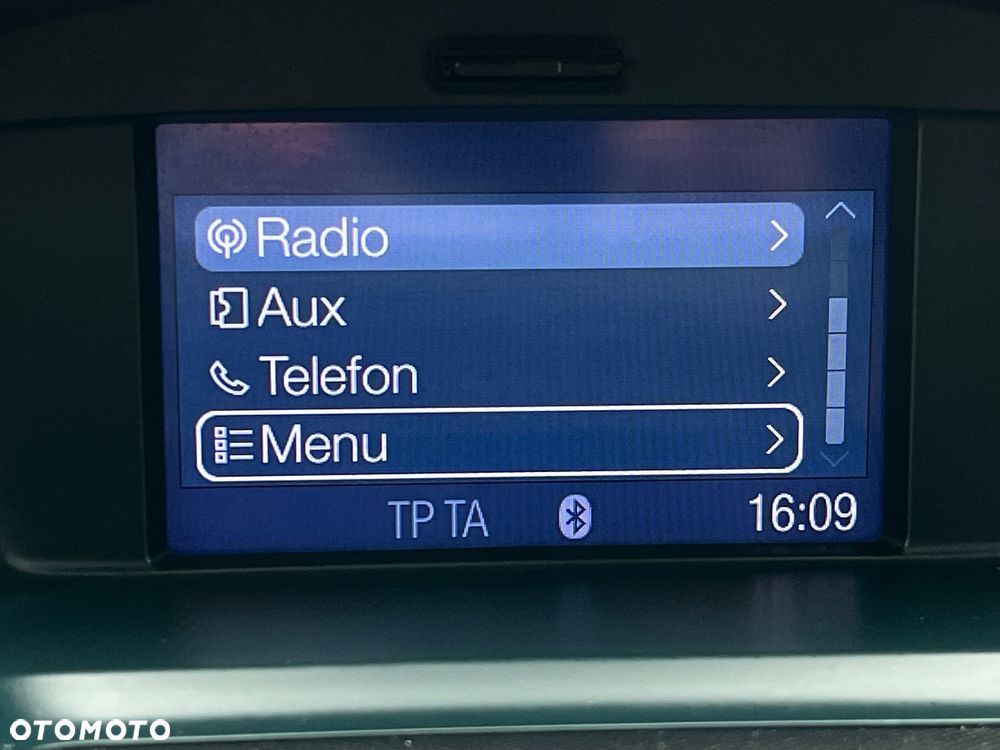 Radio
Aux
Telefon
Menu
TP TA 16:09
OTOMOTO